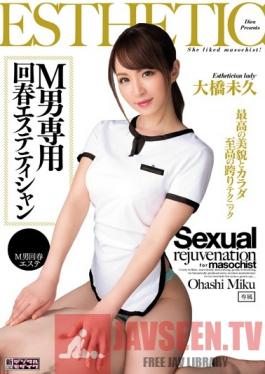 Dien Presents
ESTHETIC
She liked masochist!
Esthetician lady
大橋未久
M男専用
回春エステティシャン
M男回春
エステ
最高の美貌とカラダ
至高の跨りテクニック
Sexual
rejuvenation
for masochist
Ohashi Miku
専属
JAVSEEN.TV
FREE JAV LIBRARY